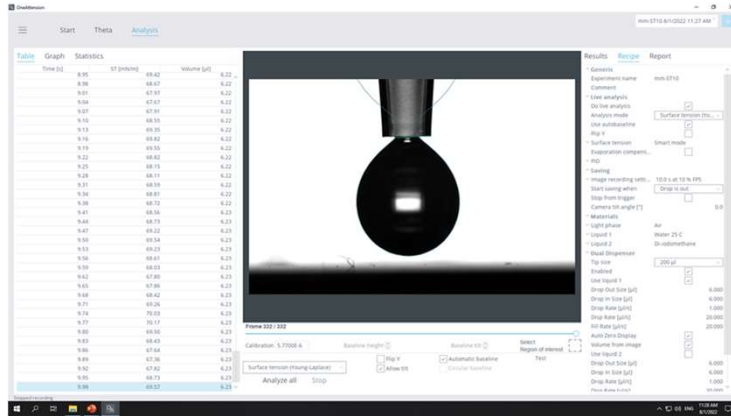 OneAttension
Start Theta Analysis
mm-ST10 8/1/2022 11:27 AM
Table Graph Statistics
Time [s] ST [mN/m] Volume [µl]
8.95 69.42 6.22
8.98 68.67 6.22
9.01 67.97 6.22
9.04 67.67 6.22
9.07 67.91 6.22
9.10 68.55 6.22
9.13 69.35 6.22
9.16 69.82 6.22
9.19 69.55 6.22
9.22 68.82 6.22
9.25 68.15 6.22
9.28 68.11 6.22
9.31 68.59 6.22
9.34 68.81 6.22
9.38 68.72 6.22
9.41 68.56 6.23
9.44 68.73 6.23
9.47 69.22 6.23
9.50 69.54 6.23
9.53 69.23 6.23
9.56 68.61 6.23
9.59 68.03 6.23
9.62 67.80 6.23
9.65 67.86 6.23
9.68 68.42 6.23
9.71 69.26 6.23
9.74 70.03 6.23
9.77 70.17 6.23
9.80 69.50 6.23
9.83 68.43 6.23
9.86 67.64 6.23
9.89 67.36 6.23
9.92 67.82 6.23
9.95 68.73 6.23
9.98 69.57 6.23
Frame 332 / 332
Calibration 5.7700E-6 Baseline height Baseline tilt Select Region of interest
Surface tension (Young-Laplace) Flip Y Automatic baseline Test
Allow tilt Circular baseline
Analyze all Stop
Results Recipe Report
Generic
Experiment name mm-ST10
Comment
Live analysis
Do live analysis
Analysis mode Surface tension (Yo...
Use autobaseline
Flip Y
Surface tension Smart mode
Evaporation compens...
PID
Saving
Image recording setti... 10.0 s at 10 % FPS
Start saving when Drop is out
Stop from trigger
Camera tilt angle [°] 0.0
Materials
Light phase Air
Liquid 1 Water 25 C
Liquid 2 Di-iodomethane
Dual Dispenser
Tip size 200 µl
Enabled
Use liquid 1
Drop Out Size [µl] 6.000
Drop In Size [µl] 6.000
Drop Rate [µl/s] 1.000
Drop Rate [µl/s] 20.000
Fill Rate [µl/s] 20.000
Auto Zero Display
Volume from image
Use liquid 2
Drop Out Size [µl] 6.000
Drop In Size [µl] 6.000
Drop Rate [µl/s] 1.000
Stopped recording
ENG 11:28 AM
8/1/2022